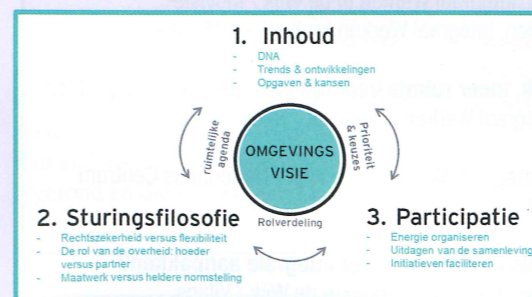 1. Inhoud
- DNA
- Trends & ontwikkelingen
- Opgaven & kansen
ruimtelijke
agenda
OMGEVINGS
VISIE
Prioriteit
& keuzes
2. Sturingsfilosofie
- Rechtszekerheid versus flexibiliteit
- De rol van de overheid: hoeder
versus partner
- Maatwerk versus heldere normstelling
Rolverdeling
3. Participatie
- Energie organiseren
- Uitdagen van de samenleving
- Initiatieven faciliteren